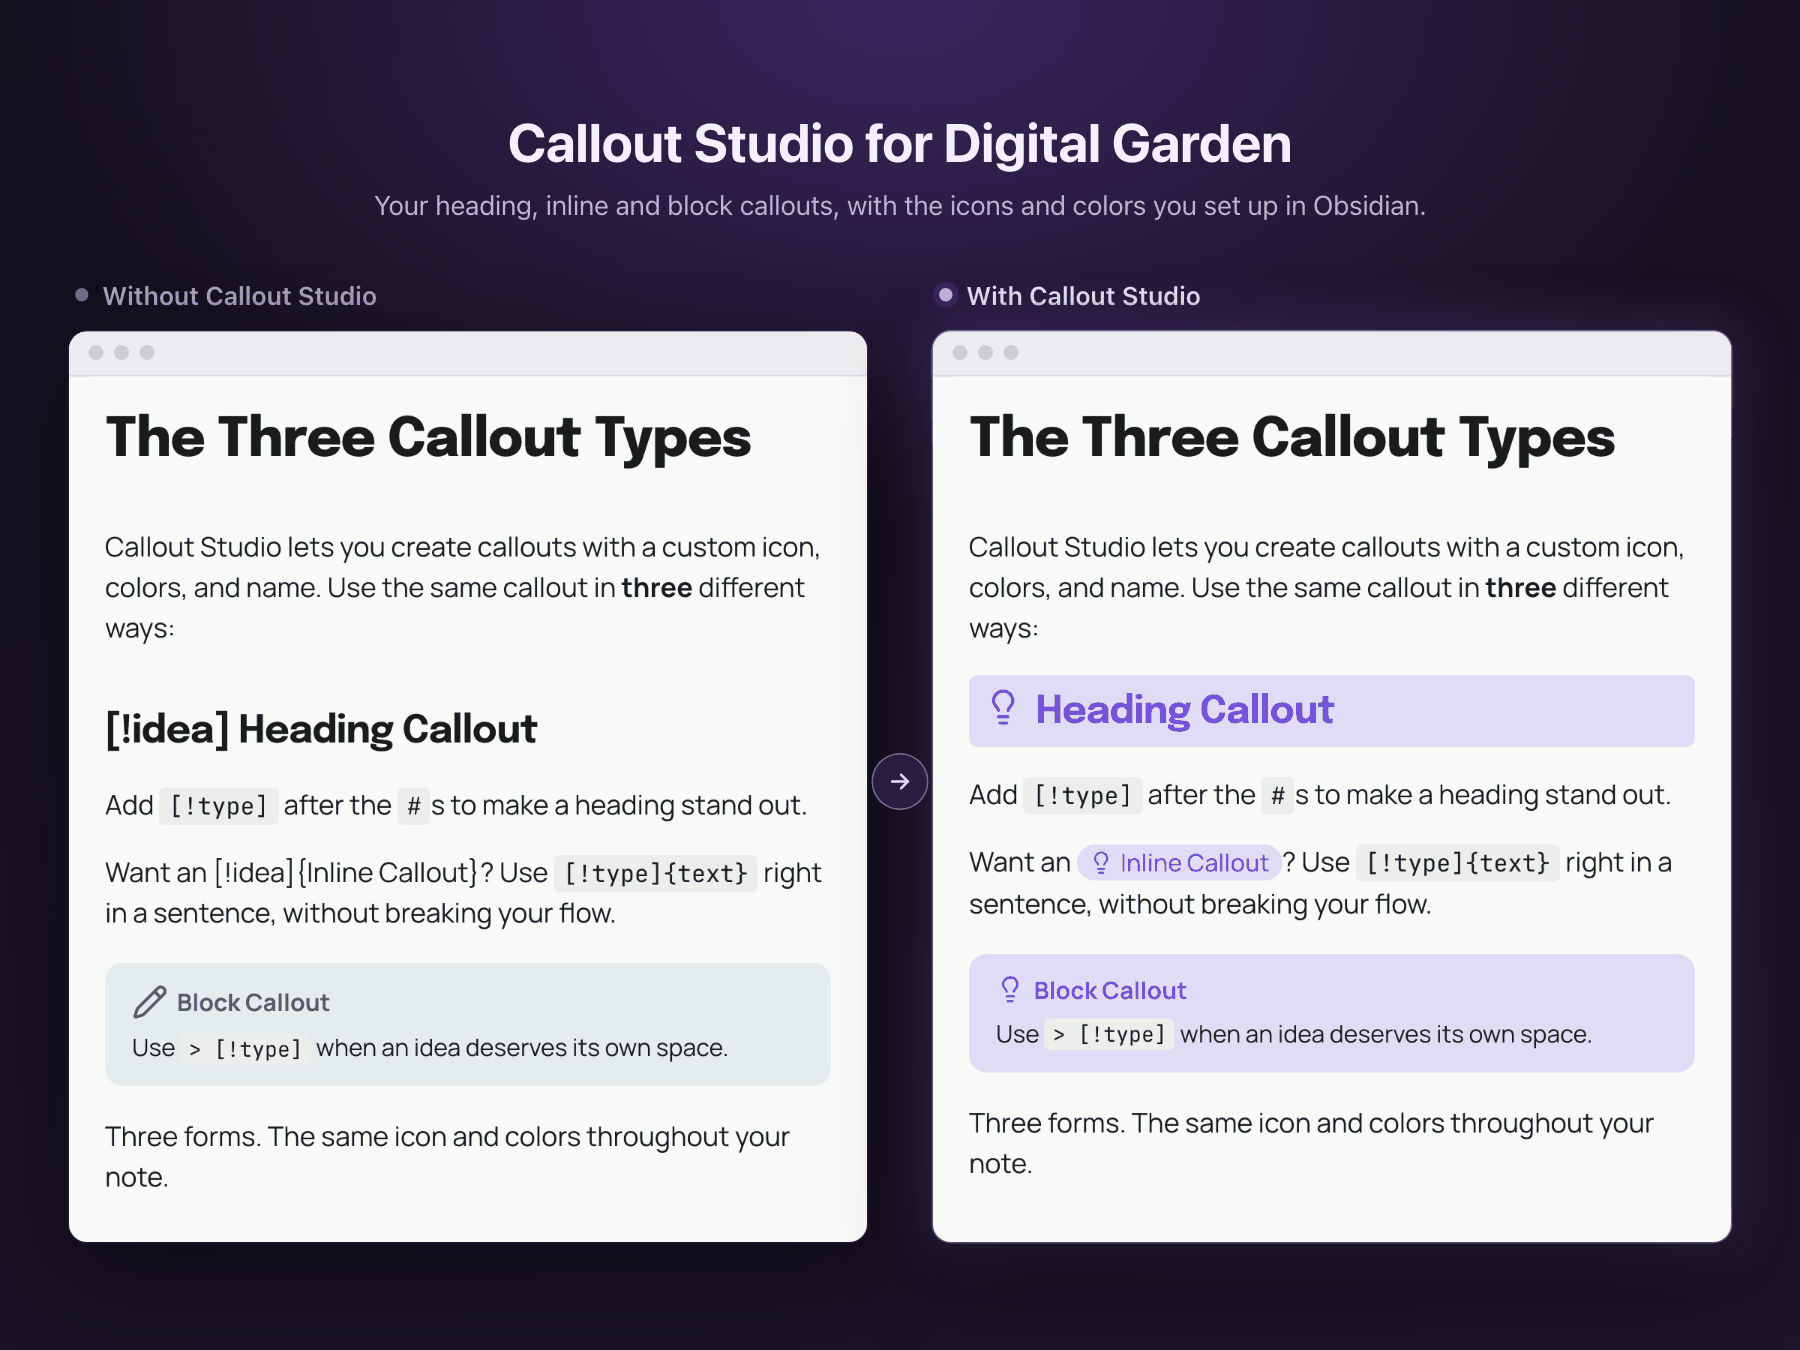 Callout Studio for Digital Garden
Your heading, inline and block callouts, with the icons and colors you set up in Obsidian.
Without Callout Studio
The Three Callout Types
Callout Studio lets you create callouts with a custom icon,
colors, and name. Use the same callout in three different
ways:
[!idea] Heading Callout
Add [!type] after the # s to make a heading stand out.
Want an [!idea]{Inline Callout}? Use [!type]{text} right
in a sentence, without breaking your flow.
Block Callout
Use > [!type] when an idea deserves its own space.
Three forms. The same icon and colors throughout your
note.
With Callout Studio
The Three Callout Types
Callout Studio lets you create callouts with a custom icon,
colors, and name. Use the same callout in three different
ways:
Heading Callout
Add [!type] after the # s to make a heading stand out.
Want an Inline Callout? Use [!type]{text} right in a
sentence, without breaking your flow.
Block Callout
Use > [!type] when an idea deserves its own space.
Three forms. The same icon and colors throughout your
note.